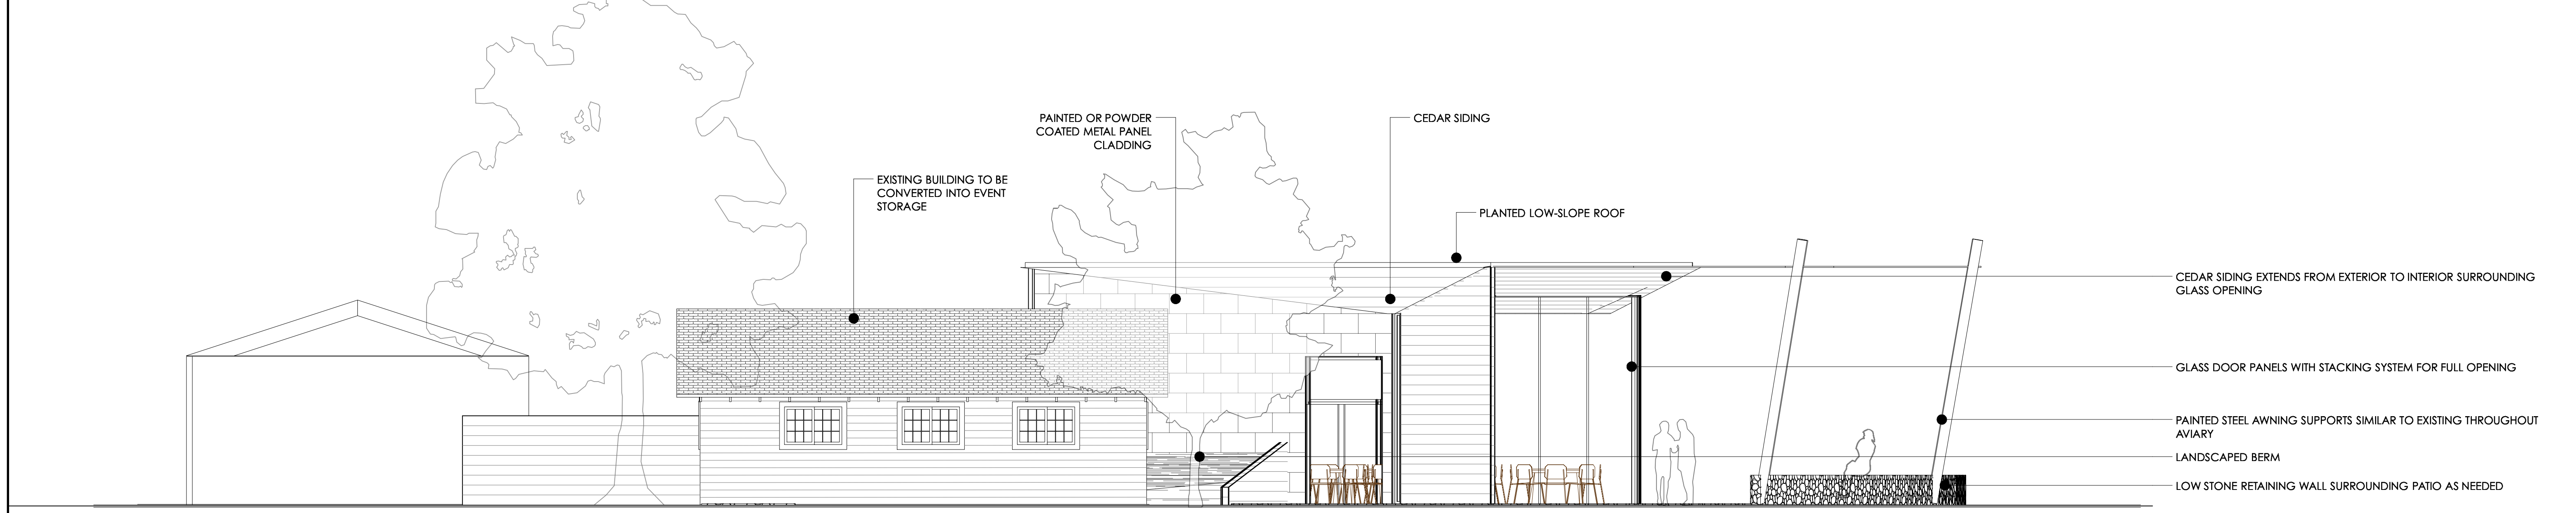 PAINTED OR POWDER
COATED METAL PANEL
CLADDING
CEDAR SIDING
EXISTING BUILDING TO BE
CONVERTED INTO EVENT
STORAGE
PLANTED LOW-SLOPE ROOF
CEDAR SIDING EXTENDS FROM EXTERIOR TO INTERIOR SURROUNDING
GLASS OPENING
GLASS DOOR PANELS WITH STACKING SYSTEM FOR FULL OPENING
PAINTED STEEL AWNING SUPPORTS SIMILAR TO EXISTING THROUGHOUT
AVIARY
LANDSCAPED BERM
LOW STONE RETAINING WALL SURROUNDING PATIO AS NEEDED